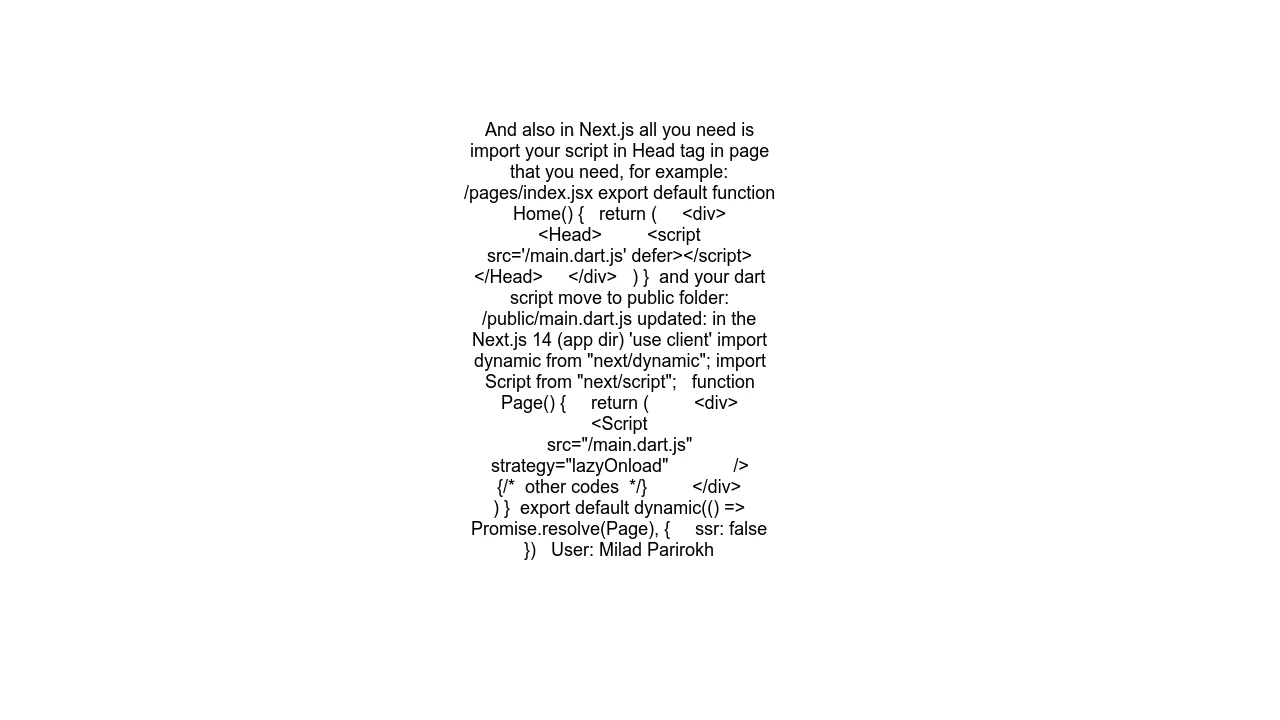 And also in Next.js all you need is
import your script in Head tag in page
that you need, for example:
/pages/index.jsx export default function
Home() {   return (     <div>
<Head>         <script
src='/main.dart.js' defer></script>
</Head>     </div>   ) }  and your dart
script move to public folder:
/public/main.dart.js updated: in the
Next.js 14 (app dir) 'use client' import
dynamic from "next/dynamic"; import
Script from "next/script";   function
Page() {     return (         <div>
<Script
src="/main.dart.js"
strategy="lazyOnload"             />
{/*  other codes  */}         </div>
) }  export default dynamic(() =>
Promise.resolve(Page), {     ssr: false
})   User: Milad Parirokh